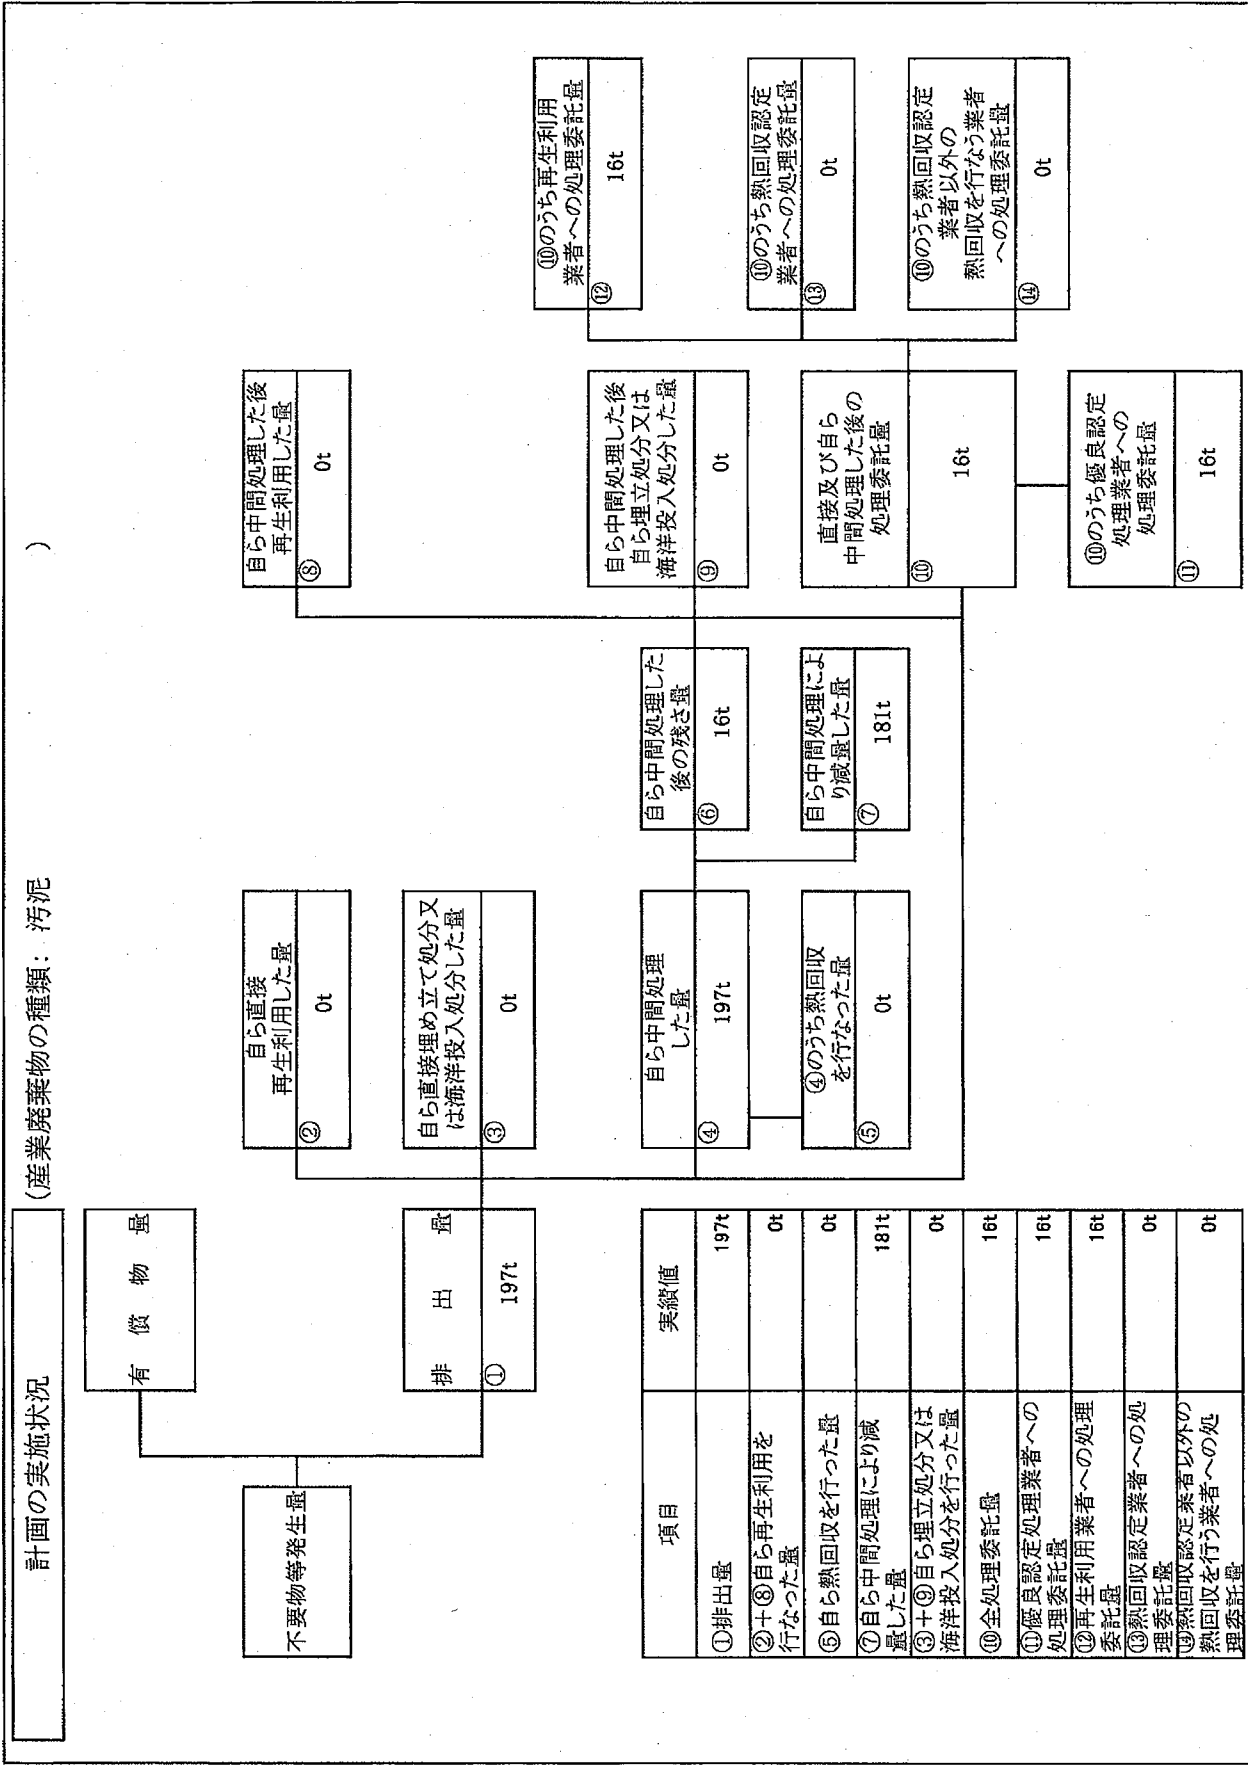 計画の実施状況
(産業廃棄物の種類: 汚泥 )
不要物等発生量
有償物量
排出量
① 197t
自ら直接
再生利用した量
② 0t
自ら直接埋め立て処分又
は海洋投入処分した量
③ 0t
自ら中間処理
した量
④ 197t
④のうち熱回収
を行なった量
⑤ 0t
自ら中間処理した
後の残さ量
⑥ 16t
自ら中間処理によ
り減量した量
⑦ 181t
自ら中間処理した後
再生利用した量
⑧ 0t
自ら中間処理した後
自ら埋立処分又は
海洋投入処分した量
⑨ 0t
直接及び自ら
中間処理した後の
処理委託量
⑩ 16t
⑩のうち優良認定
処理業者への
処理委託量
⑪ 16t
⑩のうち再生利用
業者への処理委託量
⑫ 16t
⑩のうち熱回収認定
業者への処理委託量
⑬ 0t
⑩のうち熱回収認定
業者以外の
熱回収を行なう業者
への処理委託量
⑭ 0t
項目 実績値
①排出量 197t
②+⑧自ら再生利用を
行なった量 0t
⑤自ら熱回収を行った量 0t
⑦自ら中間処理により減
量した量 181t
③+⑨自ら埋立処分又は
海洋投入処分を行った量 0t
⑩全処理委託量 16t
⑪優良認定処理業者への
処理委託量 16t
⑫再生利用業者への処理
委託量 16t
⑬熱回収認定業者への処
理委託量 0t
⑭熱回収認定業者以外の
熱回収を行う業者への処
理委託量 0t